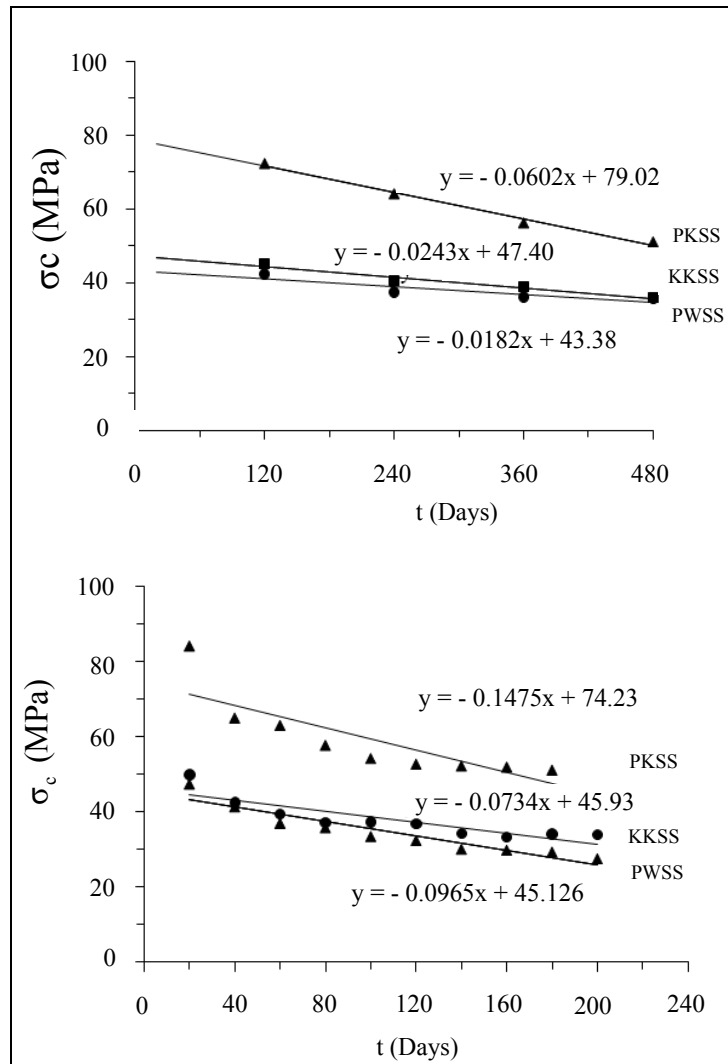 100
80
y = - 0.0602x + 79.02
60
PKSS
σc (MPa)
y = - 0.0243x + 47.40
KKSS
40
PWSS
y = - 0.0182x + 43.38
20
0
0 120 240 360 480
t (Days)
100
80
y = - 0.1475x + 74.23
60
PKSS
σc (MPa)
y = - 0.0734x + 45.93
40
KKSS
PWSS
20
y = - 0.0965x + 45.126
0
0 40 80 120 160 200 240
t (Days)